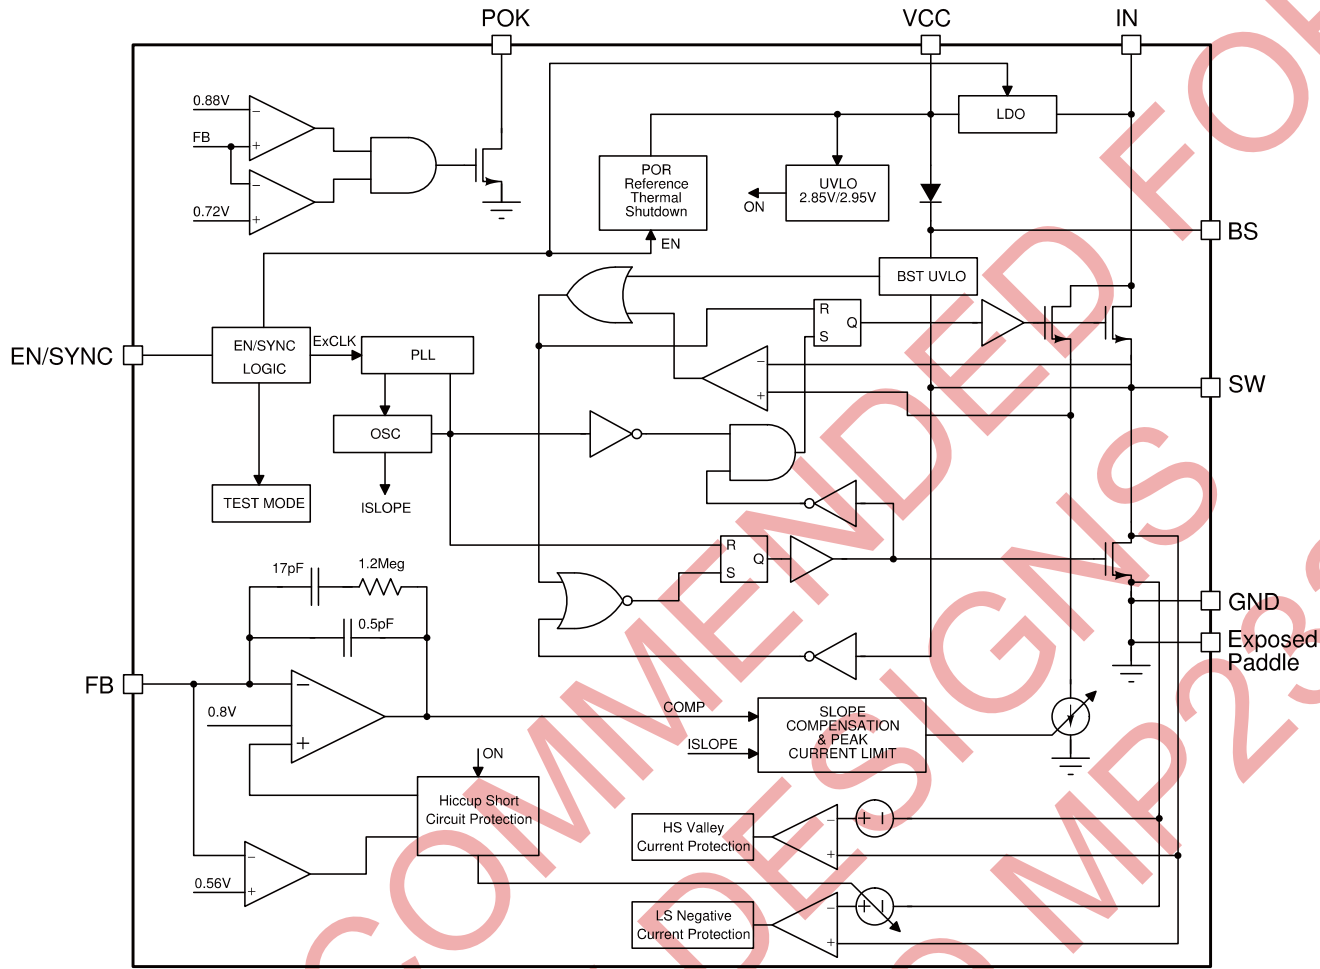 POK
VCC
IN
0.88V
−
FB
+
−
0.72V
+
LDO
POR
Reference
Thermal
Shutdown
UVLO
2.85V/2.95V
ON
EN
BS
BST UVLO
R
Q
S
EN/SYNC
EN/SYNC
LOGIC
ExCLK
PLL
−
+
SW
OSC
TEST MODE
ISLOPE
R
Q
S
17pF
1.2Meg
0.5pF
GND
Exposed
Paddle
FB
−
0.8V
+
COMP
ISLOPE
SLOPE
COMPENSATION
& PEAK
CURRENT LIMIT
ON
Hiccup Short
Circuit Protection
−
0.56V
+
HS Valley
Current Protection
−
+
+ −
LS Negative
Current Protection
−
+
+ −
COMMENDED FOR
DESIGNS
MP23